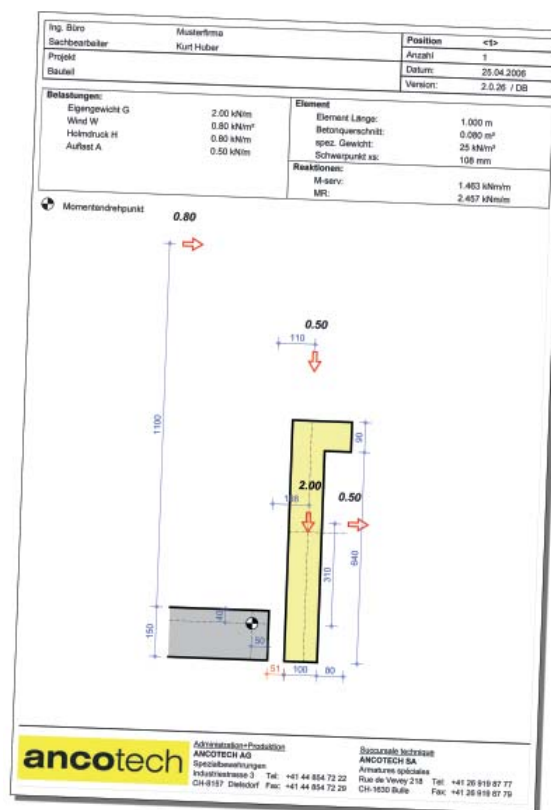 Ing. Büro Musterfirma
Sachbearbeiter Kurt Huber
Projekt
Bauteil
Position <1>
Anzahl 1
Datum: 25.04.2006
Version: 2.0.26 / DB
Belastungen:
Eigengewicht G 2.00 kN/m
Wind W 0.80 kN/m²
Holmdruck H 0.80 kN/m
Auflast A 0.50 kN/m
Element
Element Länge: 1.000 m
Betonquerschnitt: 0.080 m²
spez. Gewicht: 25 kN/m³
Schwerpunkt xs: 108 mm
Reaktionen:
M-serv: 1.463 kNm/m
MR: 2.457 kNm/m
Momentandrehpunkt
0.80
0.50
110
1100
90
2.00
0.50
310
640
150
40
50
51
100
80
ancotech
Administration+Produktion
ANCOTECH AG
Spezialbewehrungen
Industriestrasse 3 Tel: +41 44 854 72 22
CH-8157 Dielsdorf Fax: +41 44 854 72 29
Succursale technique
ANCOTECH SA
Armatures spéciales
Rue de Vevey 218 Tel: +41 26 919 87 77
CH-1630 Bulle Fax: +41 26 919 87 79